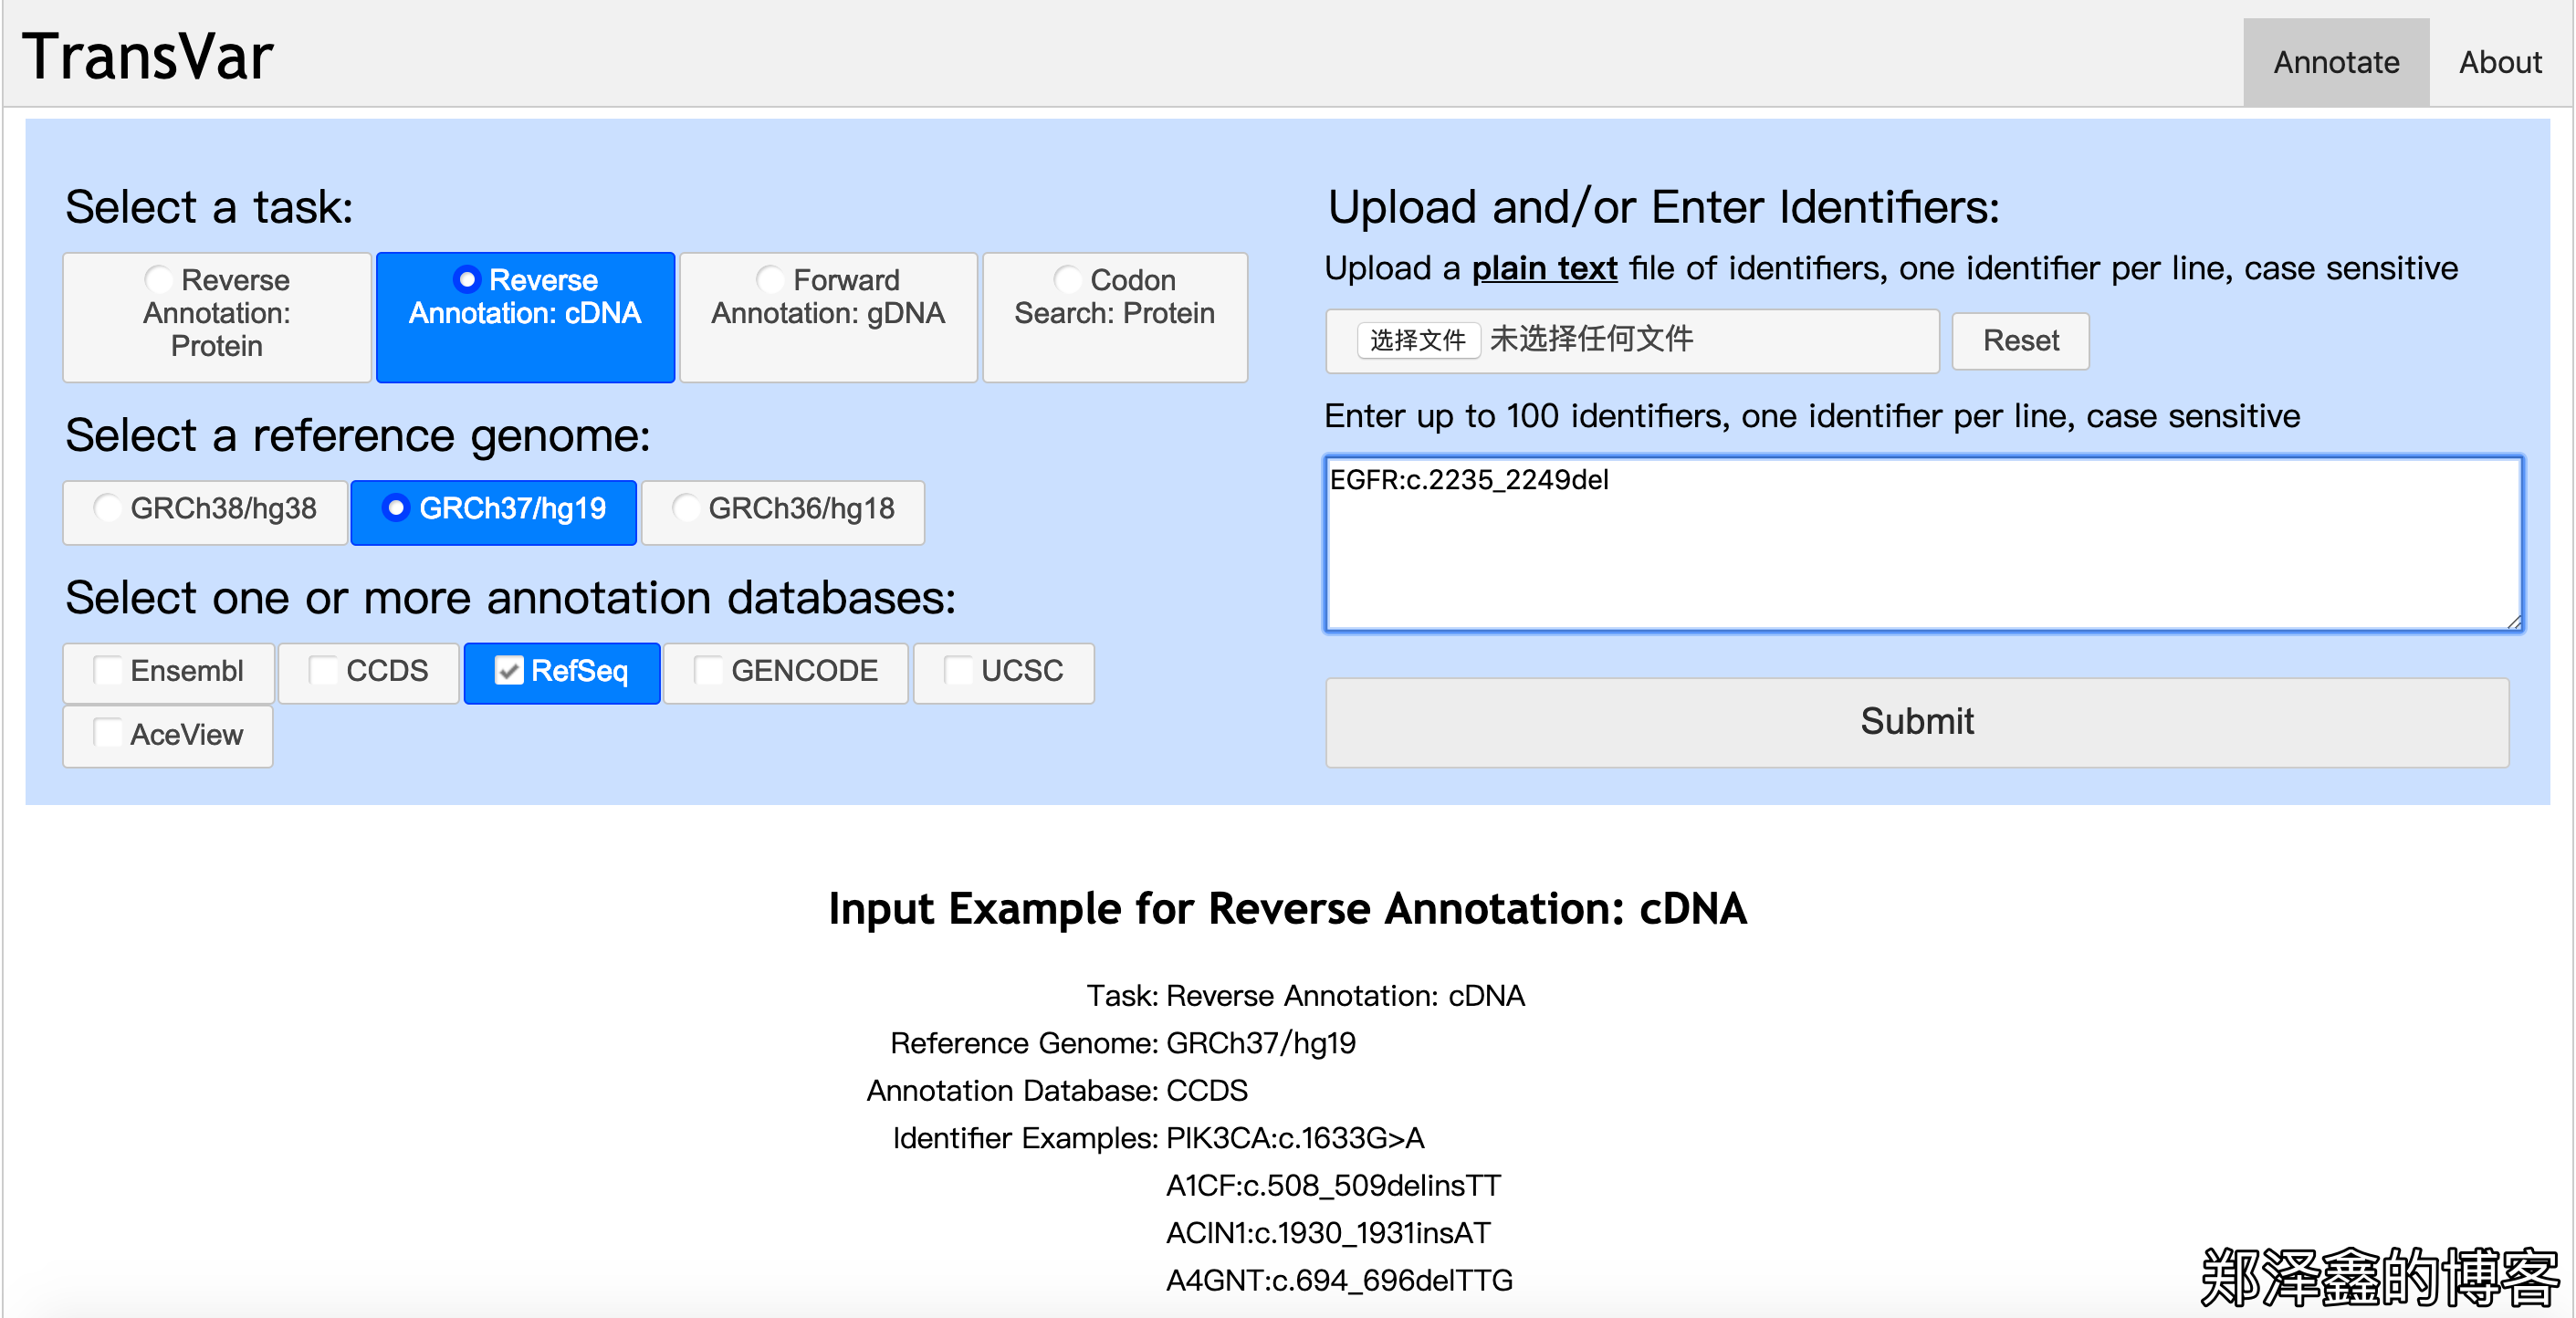 TransVar
Annotate
About
Select a task:
Reverse
Annotation:
Protein
Reverse
Annotation: cDNA
Forward
Annotation: gDNA
Codon
Search: Protein
Select a reference genome:
GRCh38/hg38
GRCh37/hg19
GRCh36/hg18
Select one or more annotation databases:
Ensembl
CCDS
RefSeq
GENCODE
UCSC
AceView
Upload and/or Enter Identifiers:
Upload a plain text file of identifiers, one identifier per line, case sensitive
选择文件 未选择任何文件
Reset
Enter up to 100 identifiers, one identifier per line, case sensitive
EGFR:c.2235_2249del
Submit
Input Example for Reverse Annotation: cDNA
Task: Reverse Annotation: cDNA
Reference Genome: GRCh37/hg19
Annotation Database: CCDS
Identifier Examples: PIK3CA:c.1633G>A
A1CF:c.508_509delinsTT
ACIN1:c.1930_1931insAT
A4GNT:c.694_696delTTG
郑泽鑫的博客